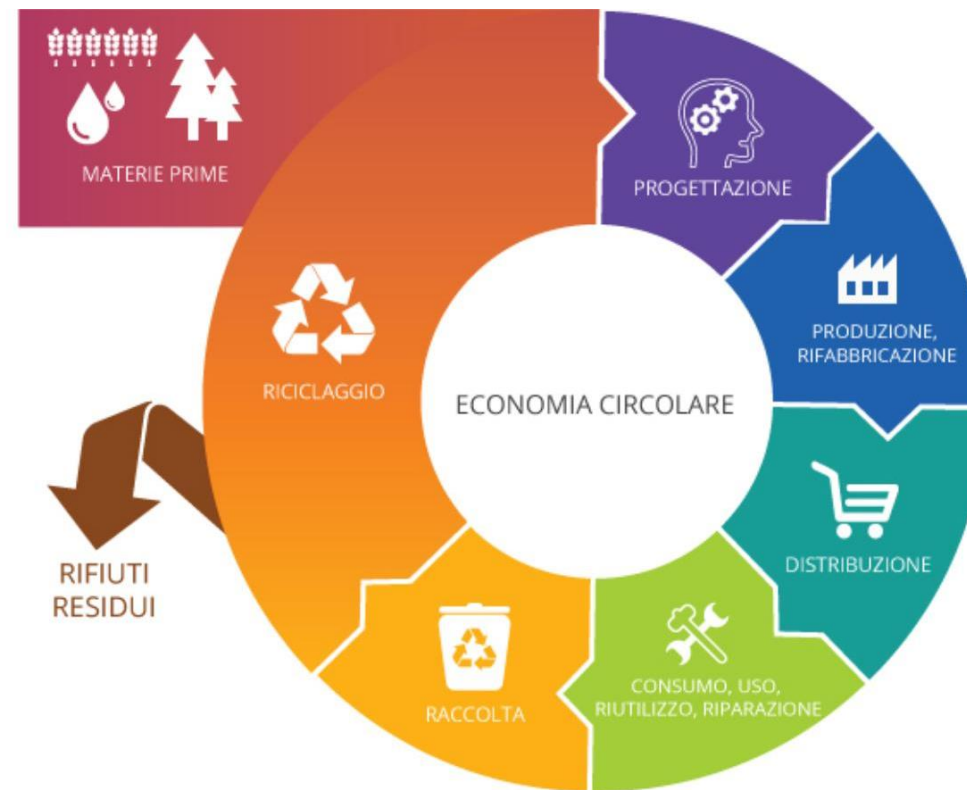 MATERIE PRIME
PROGETTAZIONE
PRODUZIONE,
RIFABBRICAZIONE
DISTRIBUZIONE
CONSUMO, USO,
RIUTILIZZO, RIPARAZIONE
RACCOLTA
RICICLAGGIO
RIFIUTI
RESIDUI
ECONOMIA CIRCOLARE